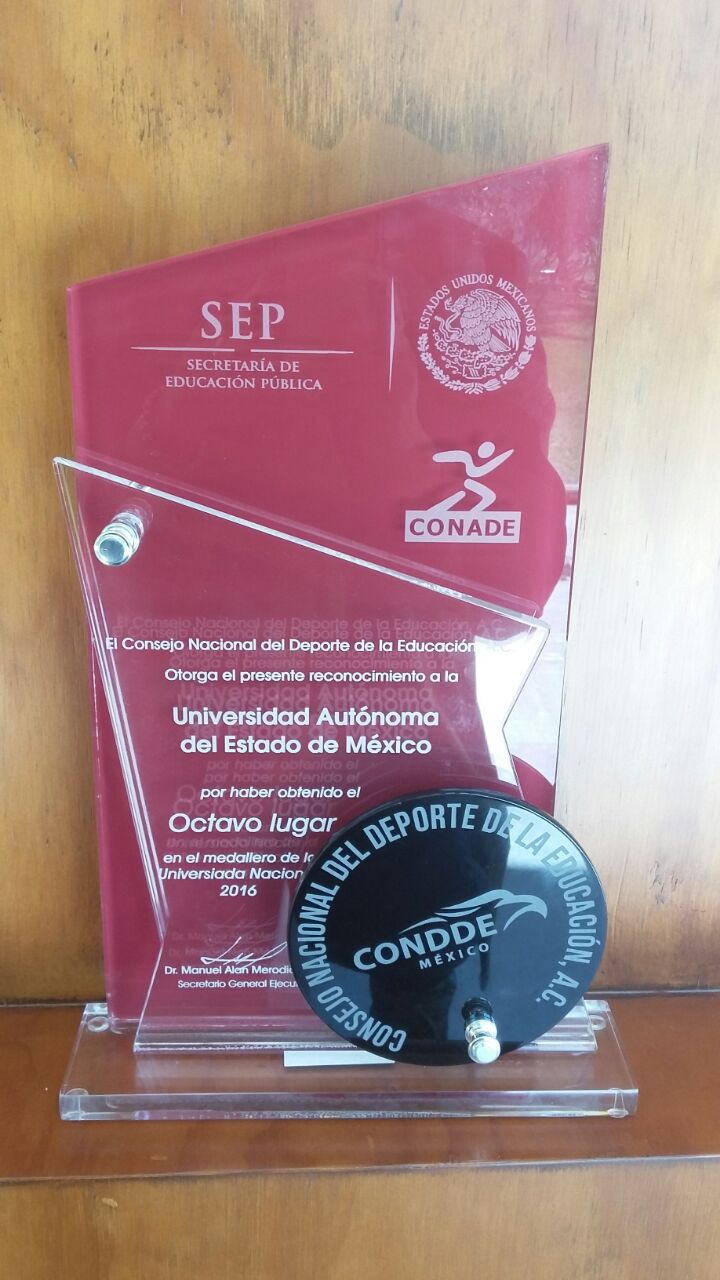 SEP
SECRETARÍA DE
EDUCACIÓN PÚBLICA
ESTADOS UNIDOS MEXICANOS
CONADE
El Consejo Nacional del Deporte de la Educación
Otorga el presente reconocimiento a la
Universidad Autónoma
del Estado de México
por haber obtenido el
Octavo lugar
en el medallero de la
Universiada Nacional
2016
Dr. Manuel Alan Merodio
Secretario General Ejecu
CONSEJO NACIONAL DEL DEPORTE DE LA EDUCACIÓN, A.C.
CONDDE
MÉXICO